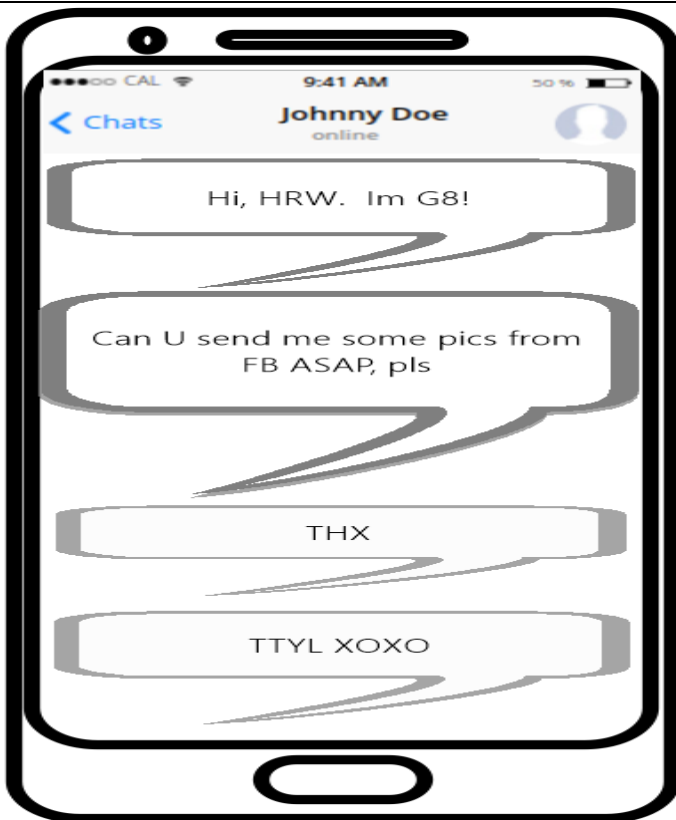 CAL 9:41 AM 50 %
Chats Johnny Doe
online
Hi, HRW. Im G8!
Can U send me some pics from
FB ASAP, pls
THX
TTYL XOXO